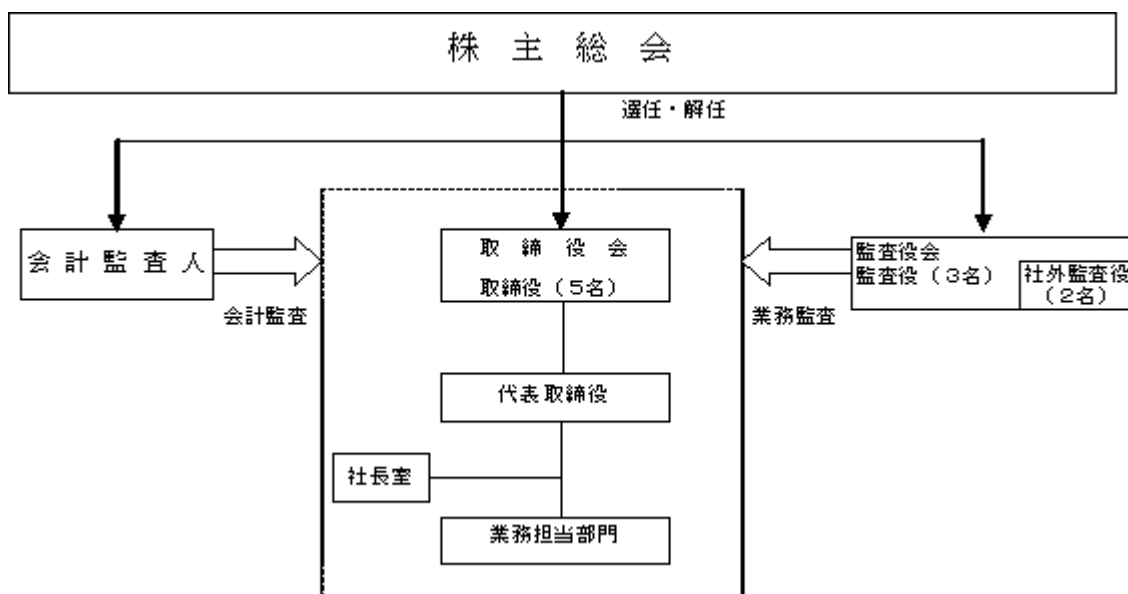 株主総会
選任・解任
会計監査人
取締役会
取締役（５名）
監査役会
監査役（３名）
社外監査役
（２名）
会計監査
業務監査
代表取締役
社長室
業務担当部門